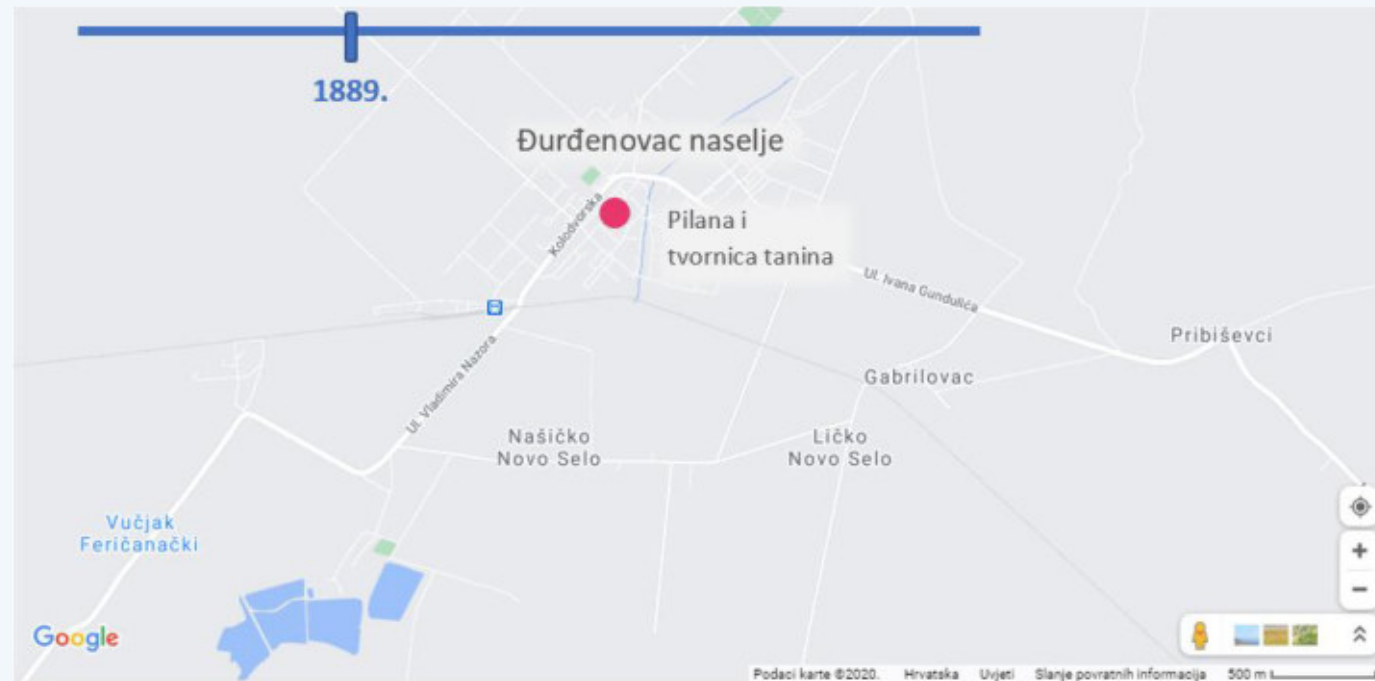 1889.
Đurđenovac naselje
Kolodvorska
Pilana i
tvornica tanina
Ul. Ivana Gundulića
Pribiševci
Ul. Vladimira Nazora
Gabrilovac
Našičko
Novo Selo
Ličko
Novo Selo
Vučjak
Feričanački
Google
Podaci karte ©2020. Hrvatska Uvjeti Slanje povratnih informacija 500 m